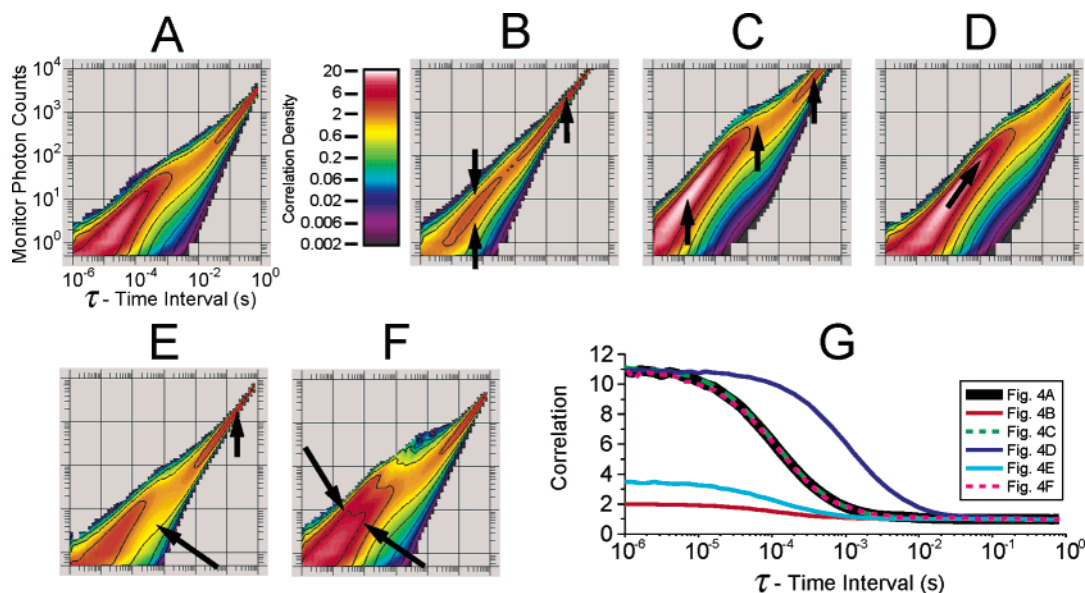 A
B
C
D
Monitor Photon Counts
10^4
10^3
10^2
10^1
10^0
10^-6 10^-4 10^-2 10^0
τ - Time Interval (s)
Correlation Density
20
6
2
0.6
0.2
0.06
0.02
0.006
0.002
E
F
G
Correlation
12
10
8
6
4
2
0
10^-6 10^-5 10^-4 10^-3 10^-2 10^-1 10^0
τ - Time Interval (s)
Fig. 4A
Fig. 4B
Fig. 4C
Fig. 4D
Fig. 4E
Fig. 4F